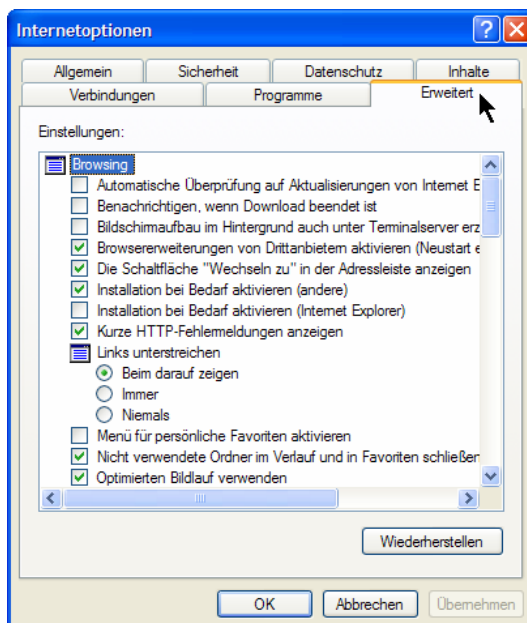 Internetoptionen
Allgemein Sicherheit Datenschutz Inhalte
Verbindungen Programme Erweitert
Einstellungen:
Browsing
Automatische Überprüfung auf Aktualisierungen von Internet E
Benachrichtigen, wenn Download beendet ist
Bildschirmaufbau im Hintergrund auch unter Terminalserver erz
Browsererweiterungen von Drittanbietern aktivieren (Neustart e
Die Schaltfläche "Wechseln zu" in der Adressleiste anzeigen
Installation bei Bedarf aktivieren (andere)
Installation bei Bedarf aktivieren (Internet Explorer)
Kurze HTTP-Fehlermeldungen anzeigen
Links unterstreichen
Beim darauf zeigen
Immer
Niemals
Menü für persönliche Favoriten aktivieren
Nicht verwendete Ordner im Verlauf und in Favoriten schließen
Optimierten Bildlauf verwenden
Wiederherstellen
OK Abbrechen Übernehmen